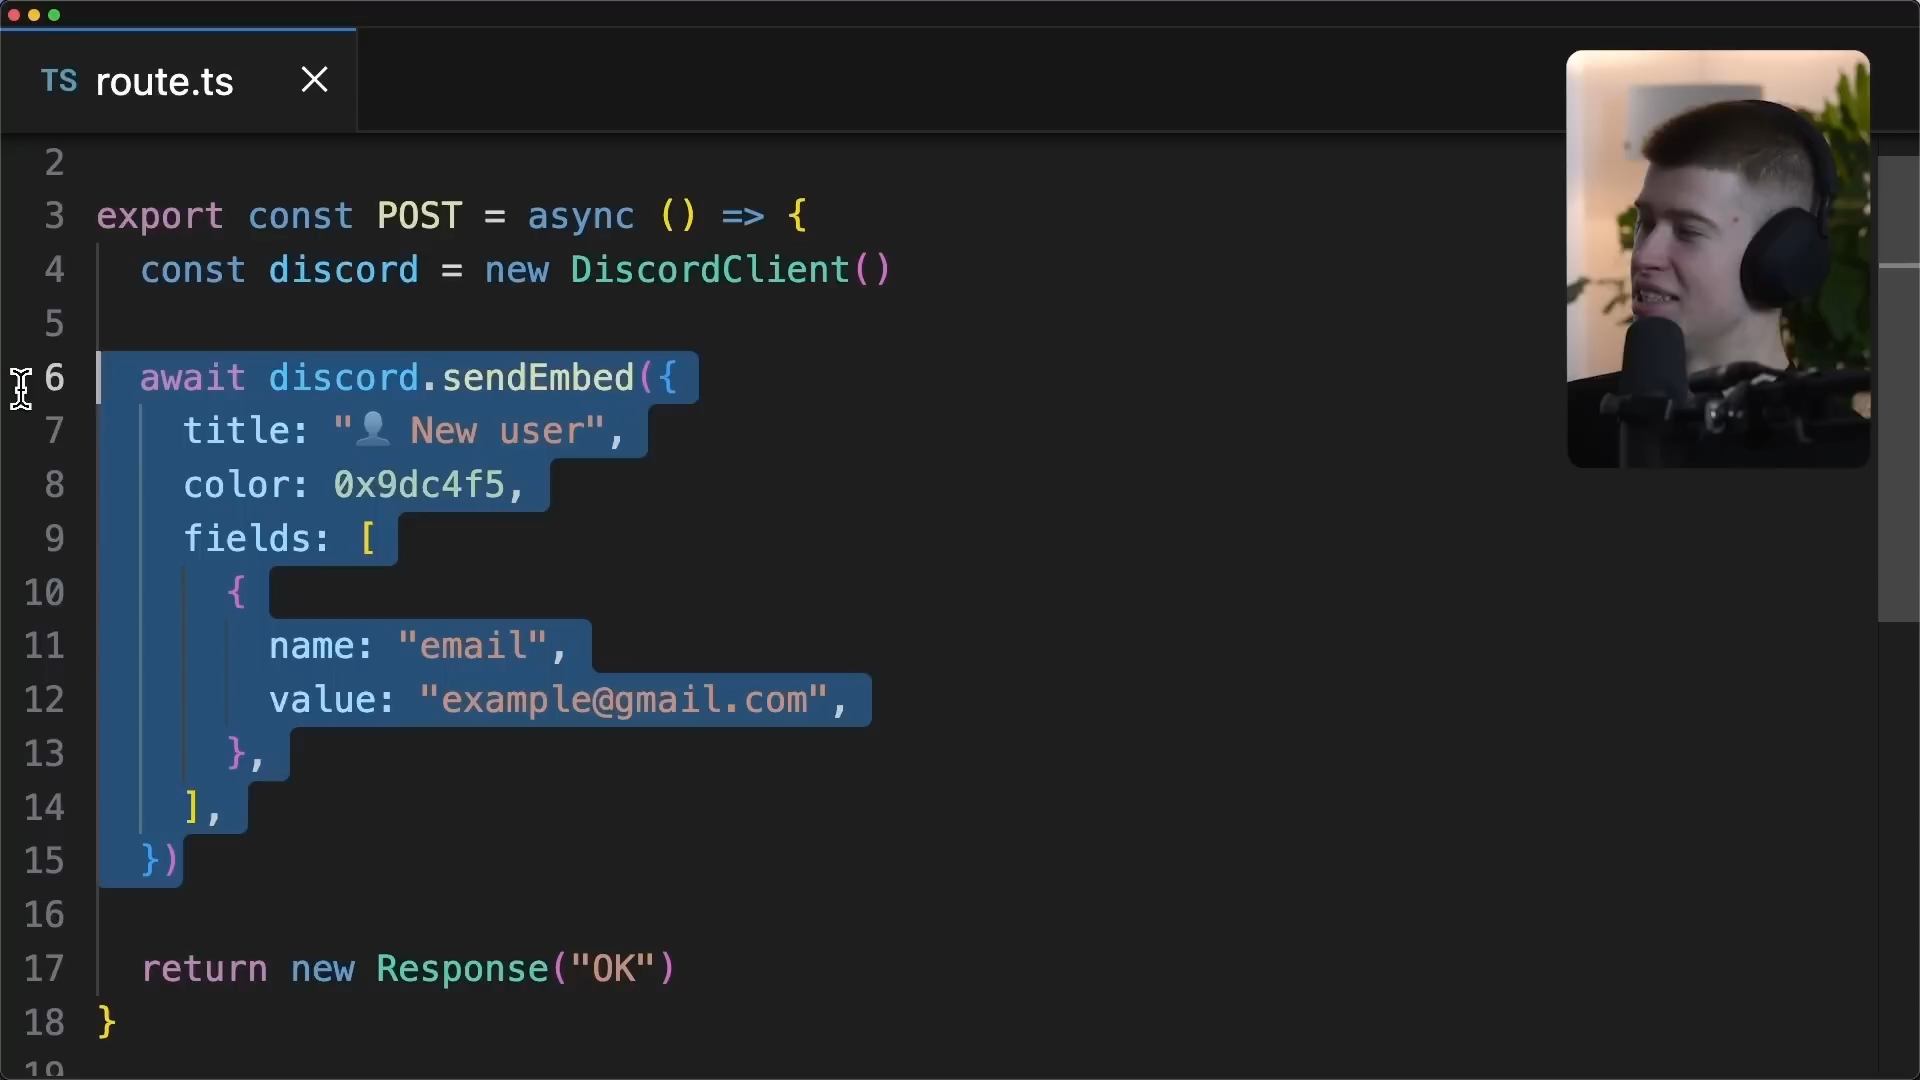 TS route.ts
2
3 export const POST = async () => {
4 const discord = new DiscordClient()
5
6 await discord.sendEmbed({
7 title: "👤 New user",
8 color: 0x9dc4f5,
9 fields: [
10 {
11 name: "email",
12 value: "example@gmail.com",
13 },
14 ],
15 })
16
17 return new Response("OK")
18 }
19